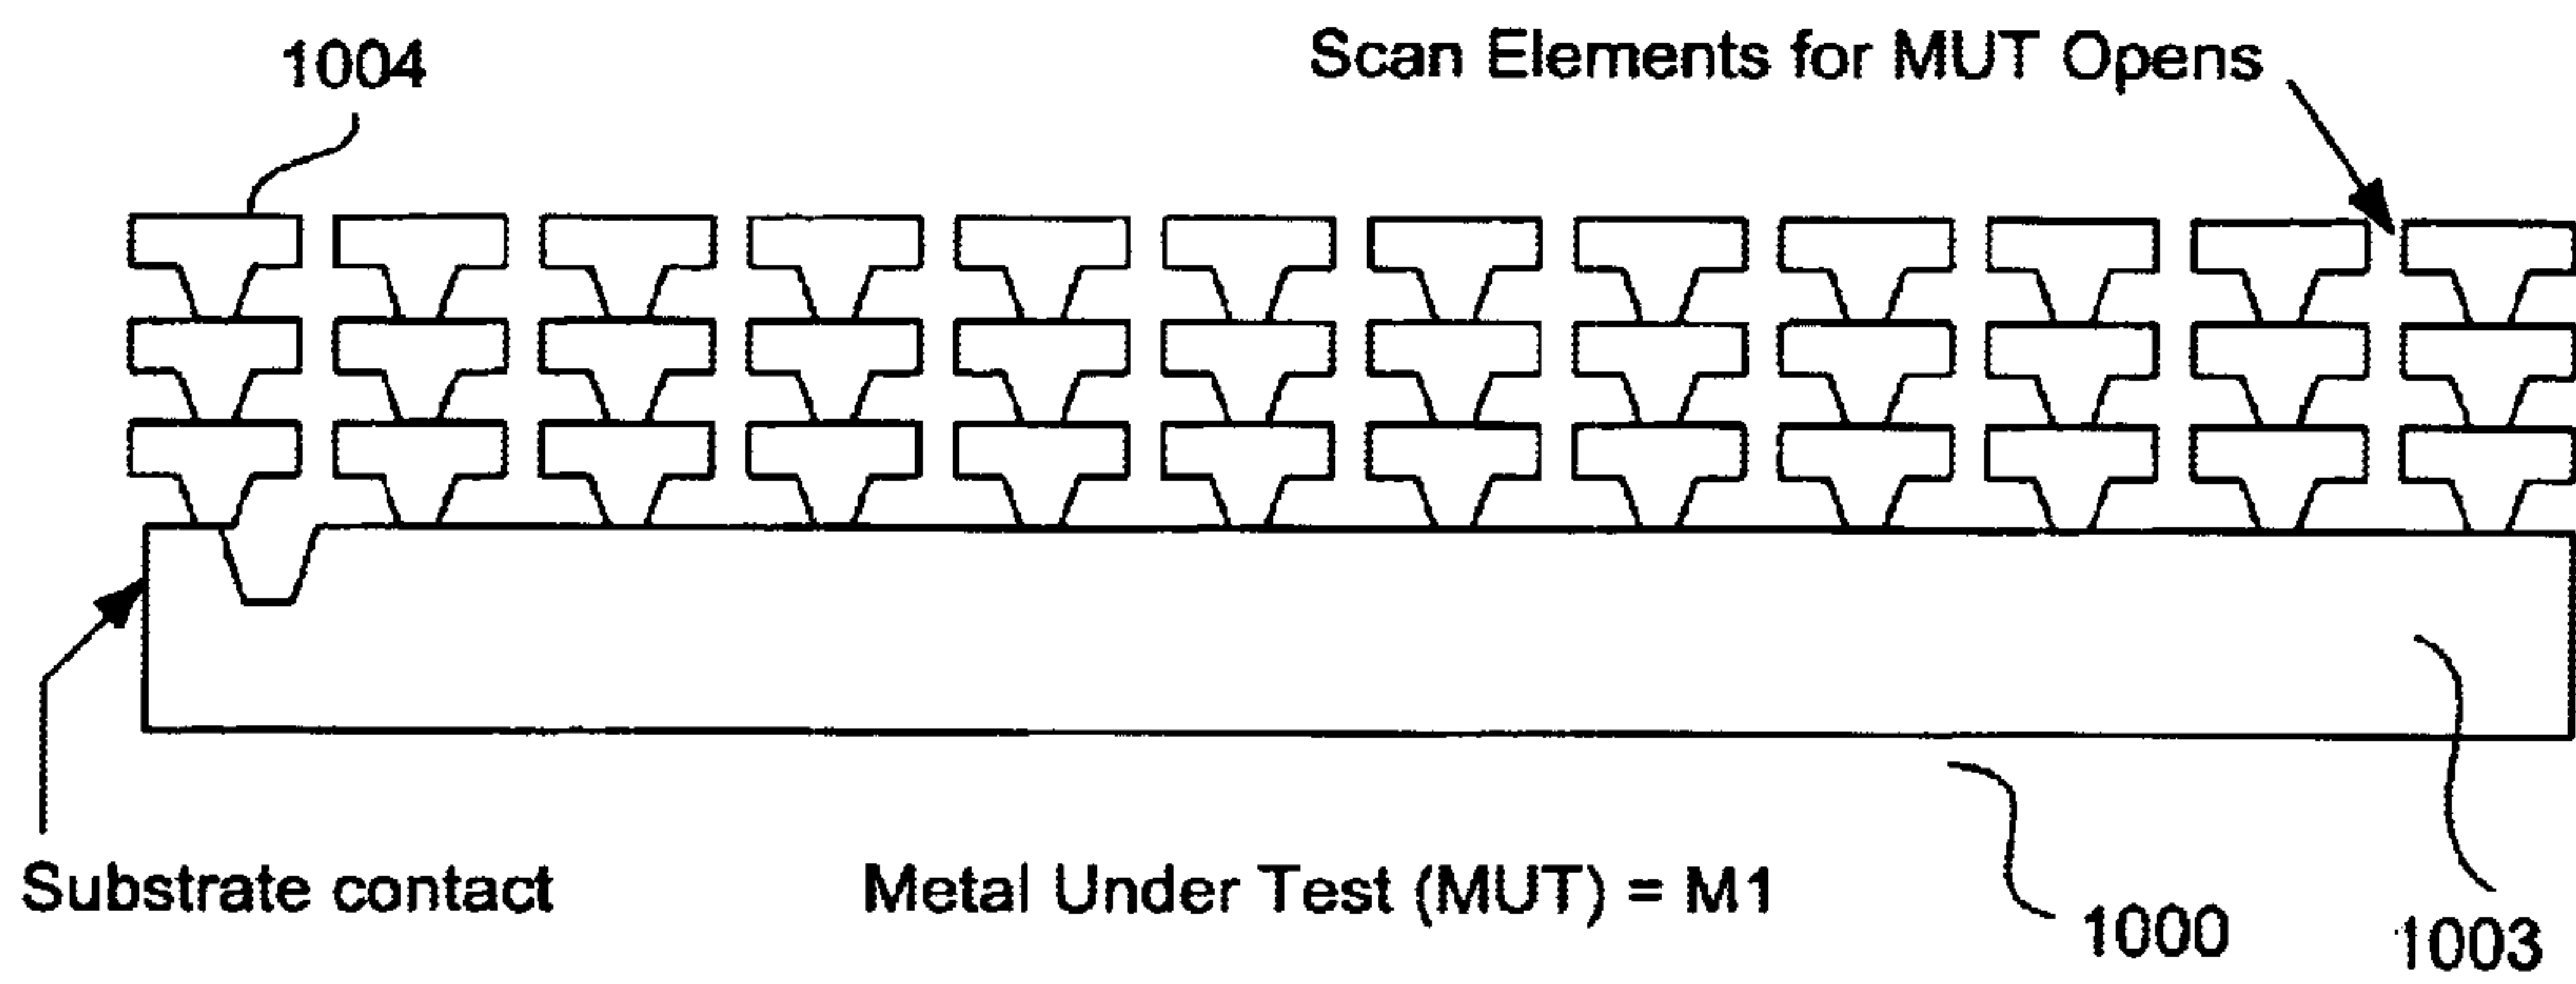 1004
Scan Elements for MUT Opens
Substrate contact
Metal Under Test (MUT) = M1
1000
1003